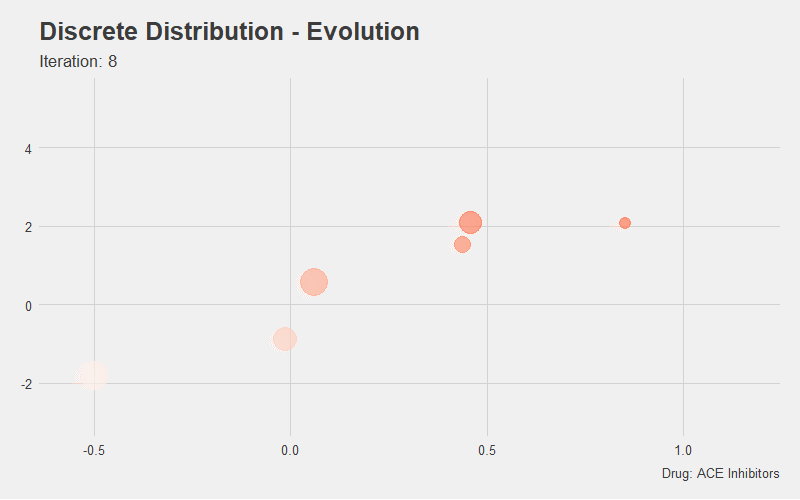 Discrete Distribution - Evolution
Iteration: 8
4
2
0
-2
-0.5 0.0 0.5 1.0
Drug: ACE Inhibitors